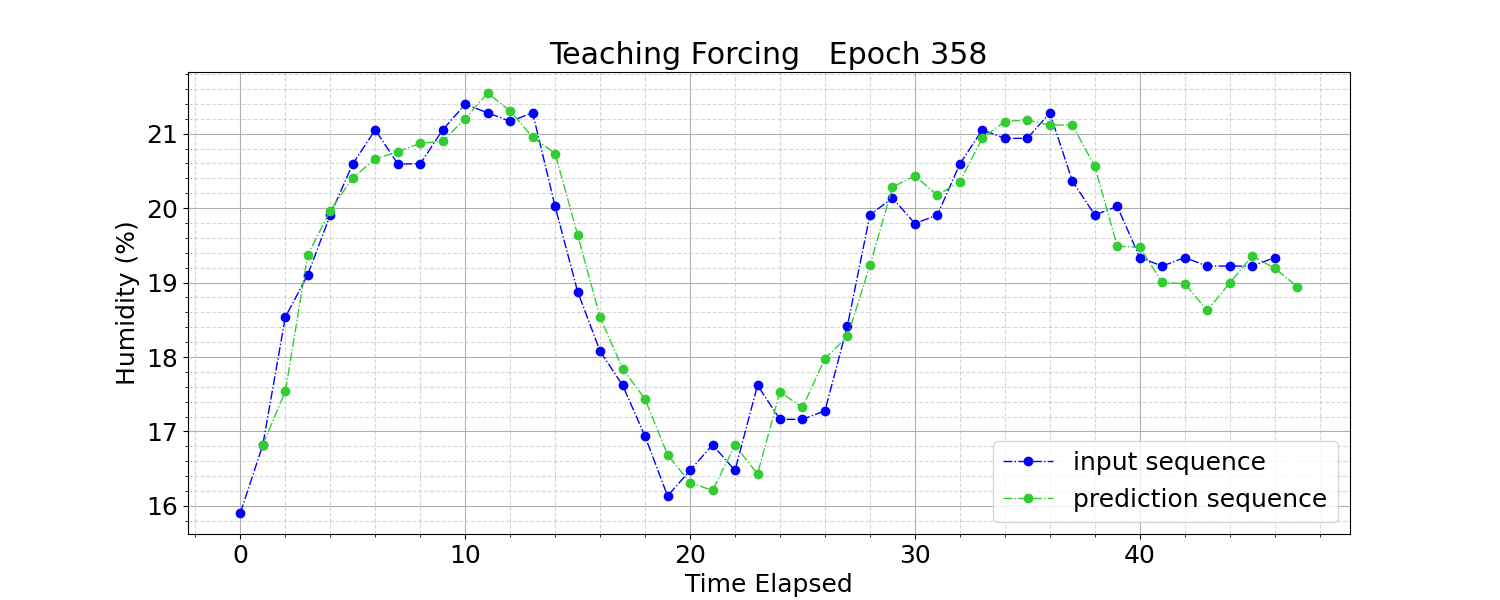 Teaching Forcing   Epoch 358
Humidity (%)
21
20
19
18
17
16
input sequence
prediction sequence
0 10 20 30 40
Time Elapsed